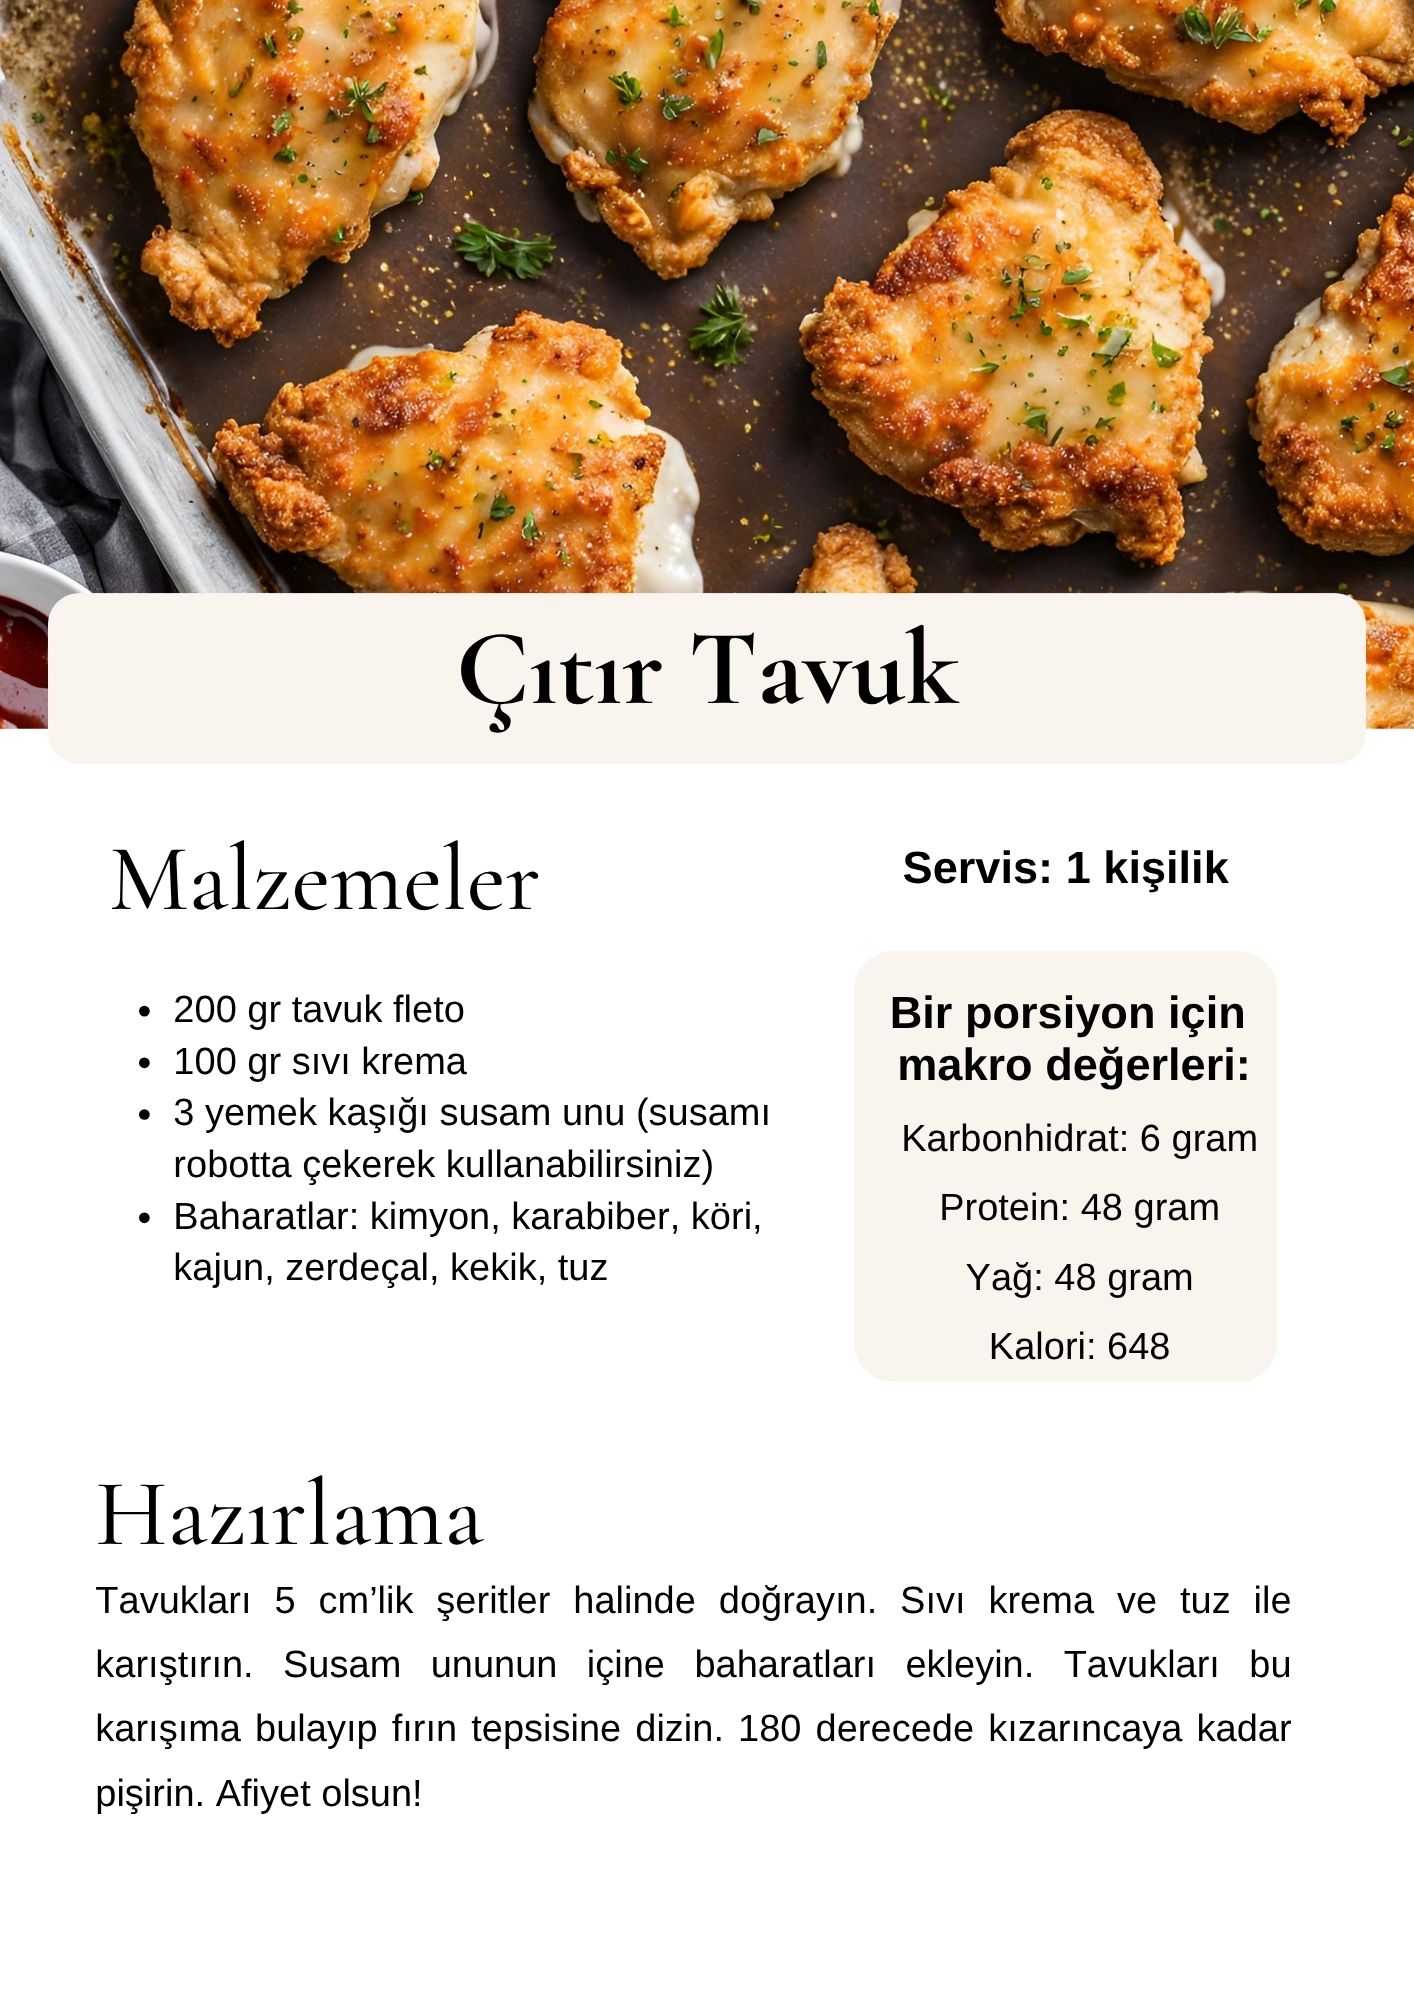 Çıtır Tavuk
Malzemeler
• 200 gr tavuk fleto
• 100 gr sıvı krema
• 3 yemek kaşığı susam unu (susamı
robotta çekerek kullanabilirsiniz)
• Baharatlar: kimyon, karabiber, köri,
kajun, zerdeçal, kekik, tuz
Servis: 1 kişilik
Bir porsiyon için
makro değerleri:
Karbonhidrat: 6 gram
Protein: 48 gram
Yağ: 48 gram
Kalori: 648
Hazırlama
Tavukları 5 cm’lik şeritler halinde doğrayın. Sıvı krema ve tuz ile
karıştırın. Susam ununun içine baharatları ekleyin. Tavukları bu
karışıma bulayıp fırın tepsisine dizin. 180 derecede kızarıncaya kadar
pişirin. Afiyet olsun!